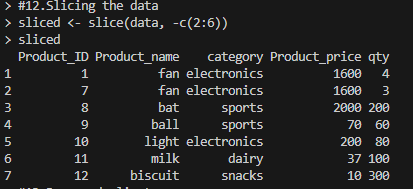 > #12.Slicing the data
> sliced <- slice(data, -c(2:6))
> sliced
  Product_ID Product_name    category Product_price qty
1          1          fan electronics          1600   4
2          7          fan electronics          1600   3
3          8          bat      sports          2000 200
4          9         ball      sports            70  60
5         10        light electronics           200  80
6         11         milk       dairy            37 100
7         12      biscuit      snacks            10 300